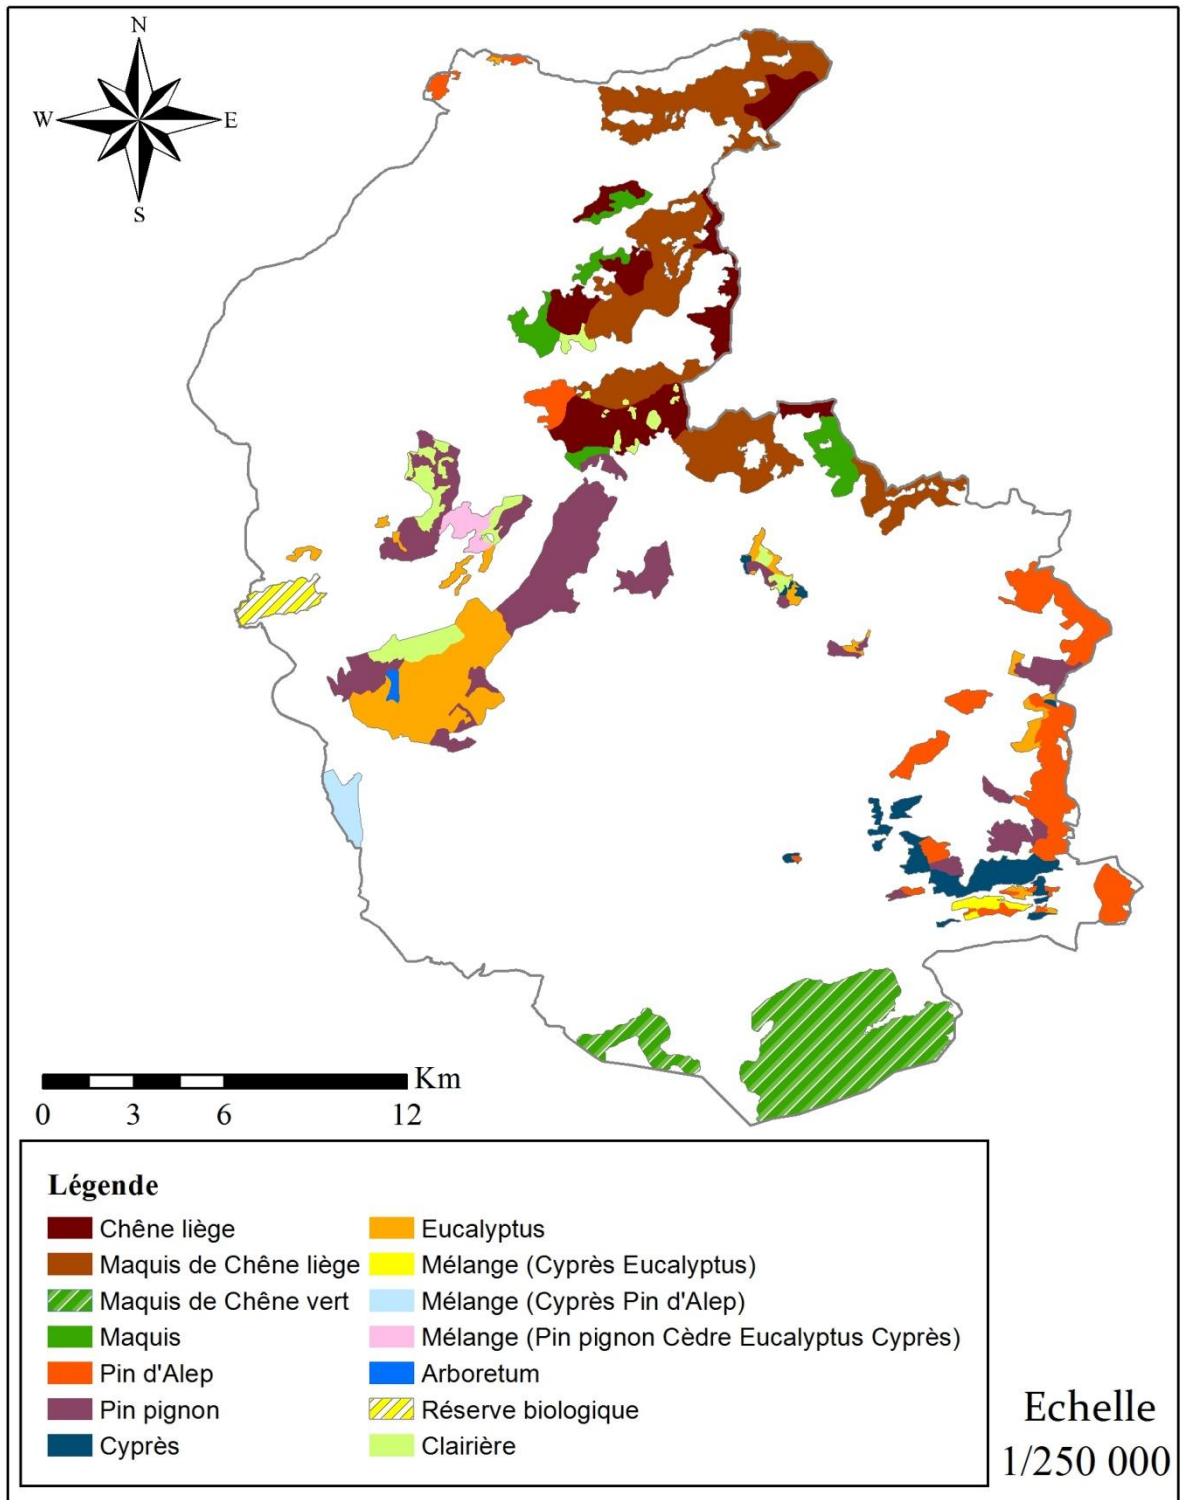 N
W E
S
Km
0 3 6 12
Légende
Chêne liège
Maquis de Chêne liège
Maquis de Chêne vert
Maquis
Pin d'Alep
Pin pignon
Cyprès
Eucalyptus
Mélange (Cyprès Eucalyptus)
Mélange (Cyprès Pin d'Alep)
Mélange (Pin pignon Cèdre Eucalyptus Cyprès)
Arboretum
Réserve biologique
Clairière
Echelle
1/250 000